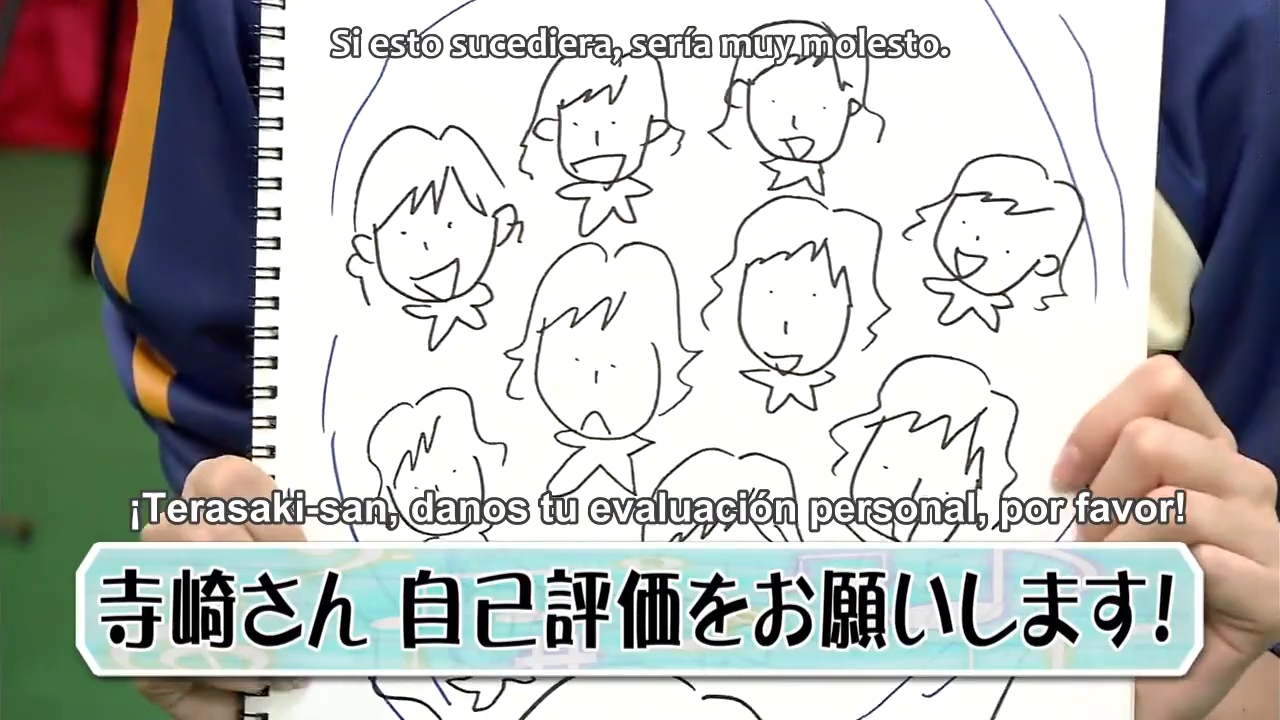 Si esto sucediera, sería muy molesto.
¡Terasaki-san, danos tu evaluación personal, por favor!
寺崎さん 自己評価をお願いします!